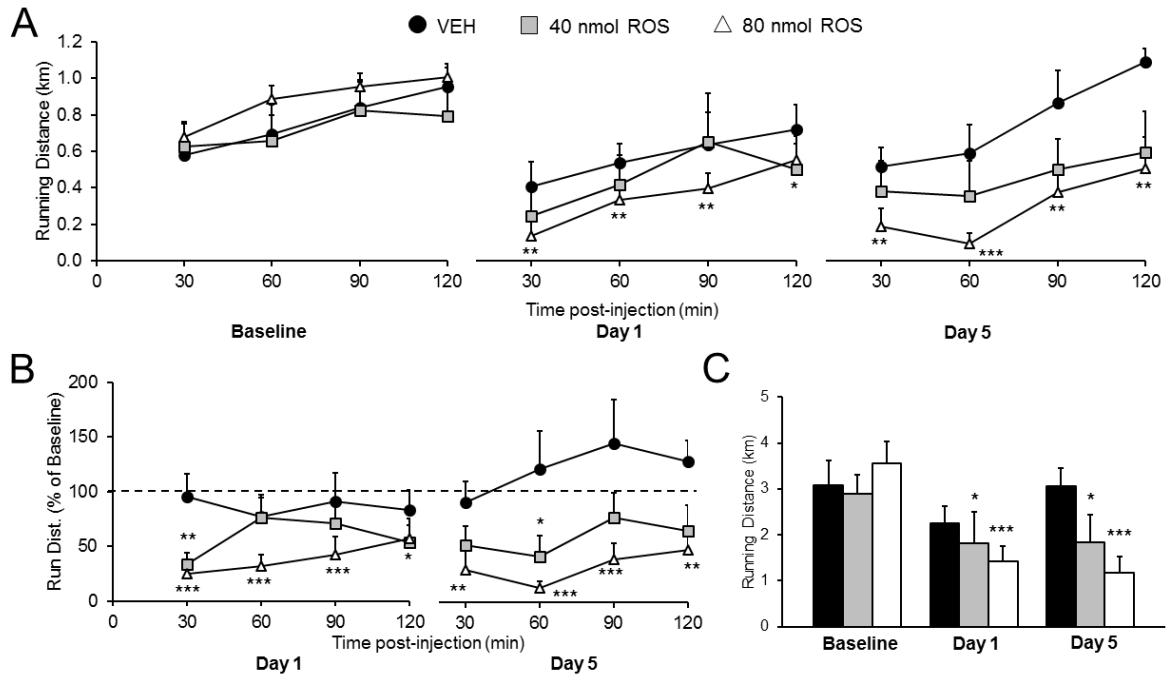 A
VEH 40 nmol ROS 80 nmol ROS
Running Distance (km)
1.2
1.0
0.8
0.6
0.4
0.2
0.0
** ** ** *
** *** ** **
0 30 60 90 120 30 60 90 120 30 60 90 120
Time post-injection (min)
Baseline Day 1 Day 5
B
Run Dist. (% of Baseline)
200
150
100
50
0
** *
*** *** *** *
** *** *** **
0 30 60 90 120 30 60 90 120
Time post-injection (min)
Day 1 Day 5
C
Running Distance (km)
5
4
3
2
1
0
* *** * ***
Baseline Day 1 Day 5